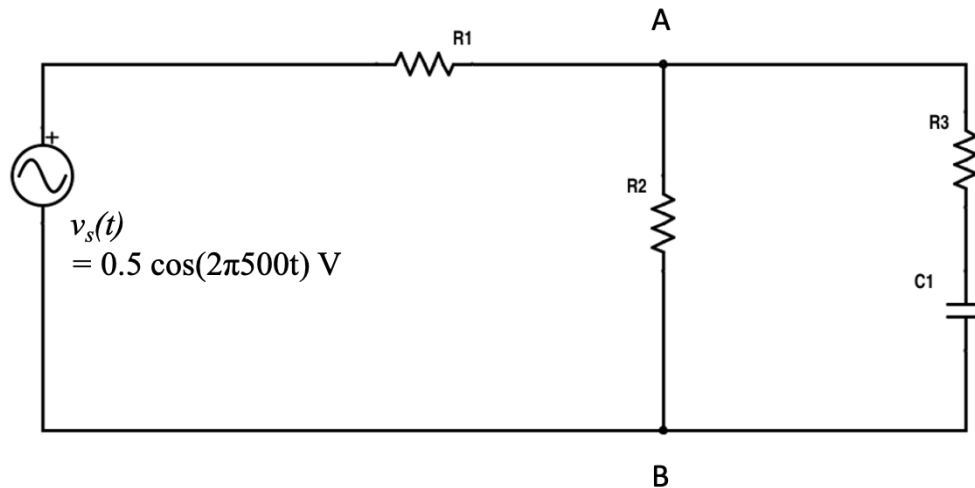 A
R1
R3
R2
+
v_s(t)
= 0.5 cos(2π500t) V
C1
B